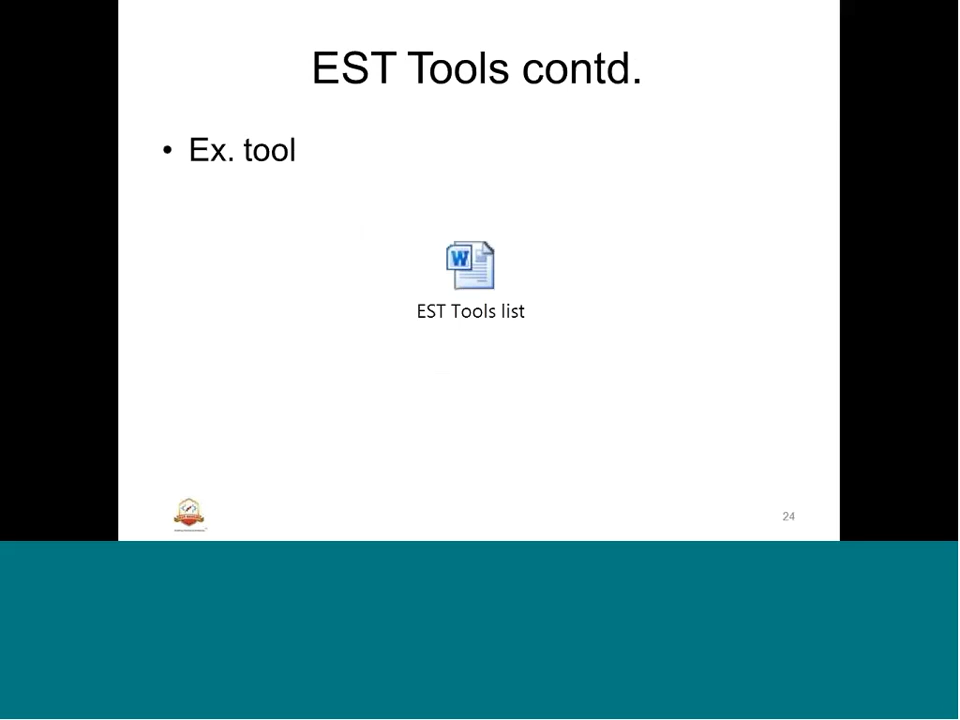 EST Tools contd.
• Ex. tool
W
EST Tools list
24